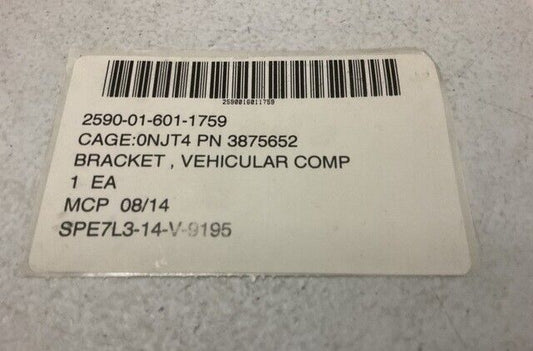 2590016011759
2590-01-601-1759
CAGE:0NJT4 PN 3875652
BRACKET , VEHICULAR COMP
1 EA
MCP 08/14
SPE7L3-14-V-9195